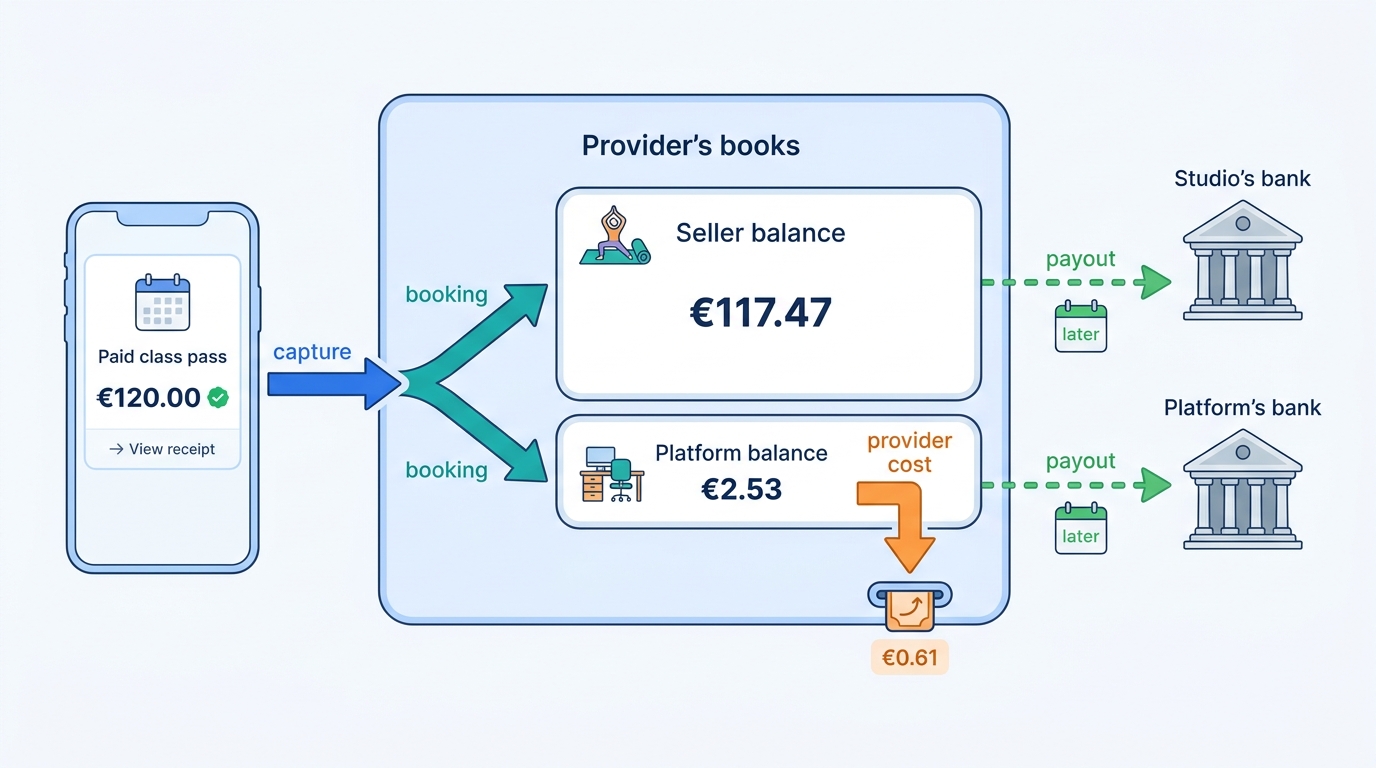 Provider's books
Paid class pass
€120.00
→ View receipt
capture
booking
booking
Seller balance
€117.47
Platform balance
€2.53
provider
cost
€0.61
payout
later
Studio's bank
payout
later
Platform's bank